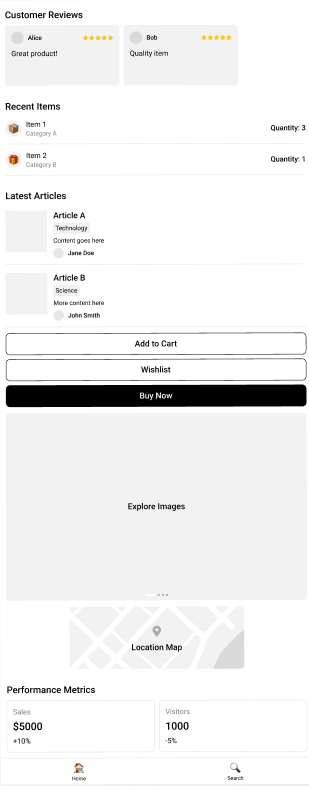 Customer Reviews
Alice
Great product!
Bob
Quality item
Recent Items
Item 1
Category A
Quantity: 3
Item 2
Category B
Quantity: 1
Latest Articles
Article A
Technology
Content goes here
Jane Doe
Article B
Science
More content here
John Smith
Add to Cart
Wishlist
Buy Now
Explore Images
Location Map
Performance Metrics
Sales
$5000
+10%
Visitors
1000
-5%
Home
Search